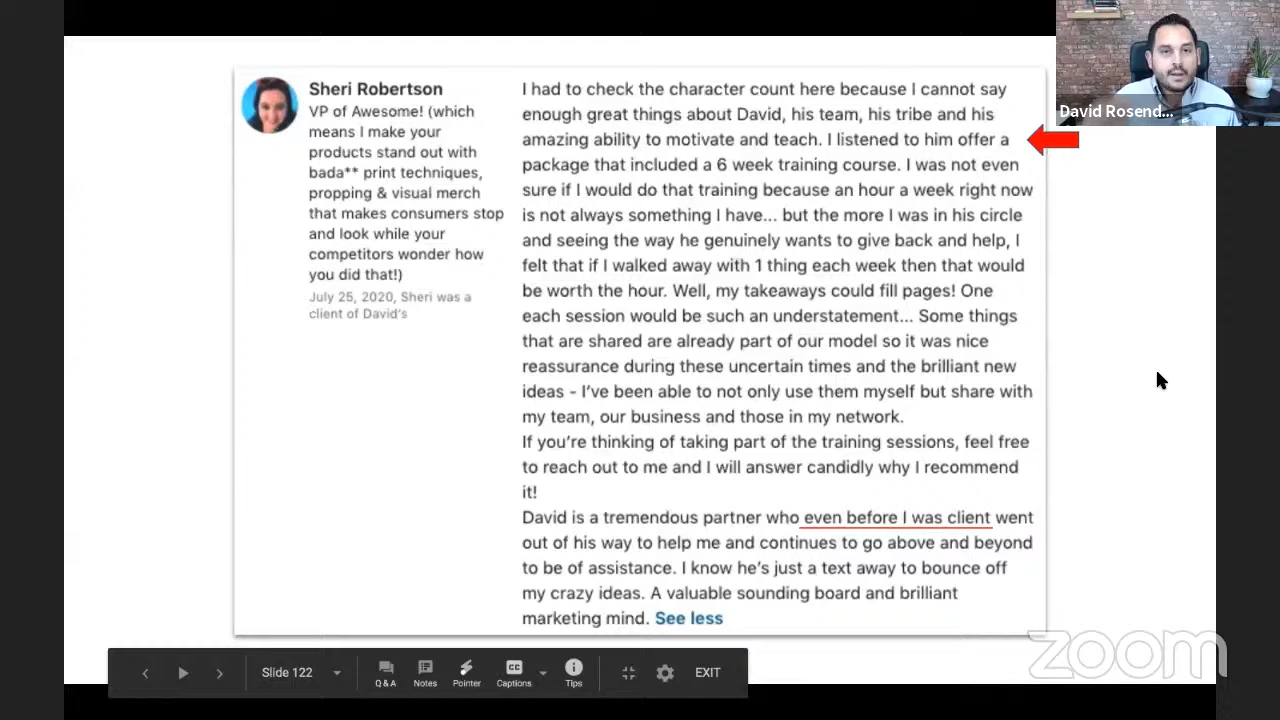 David Rosend...
Sheri Robertson
VP of Awesome! (which
means I make your
products stand out with
bada** print techniques,
propping & visual merch
that makes consumers stop
and look while your
competitors wonder how
you did that!)
July 25, 2020, Sheri was a
client of David's
I had to check the character count here because I cannot say
enough great things about David, his team, his tribe and his
amazing ability to motivate and teach. I listened to him offer a
package that included a 6 week training course. I was not even
sure if I would do that training because an hour a week right now
is not always something I have... but the more I was in his circle
and seeing the way he genuinely wants to give back and help, I
felt that if I walked away with 1 thing each week then that would
be worth the hour. Well, my takeaways could fill pages! One
each session would be such an understatement... Some things
that are shared are already part of our model so it was nice
reassurance during these uncertain times and the brilliant new
ideas - I've been able to not only use them myself but share with
my team, our business and those in my network.
If you're thinking of taking part of the training sessions, feel free
to reach out to me and I will answer candidly why I recommend
it!
David is a tremendous partner who even before I was client went
out of his way to help me and continues to go above and beyond
to be of assistance. I know he's just a text away to bounce off
my crazy ideas. A valuable sounding board and brilliant
marketing mind. See less
zoom
Slide 122
Q & A
Notes
Pointer
CC
Captions
Tips
EXIT